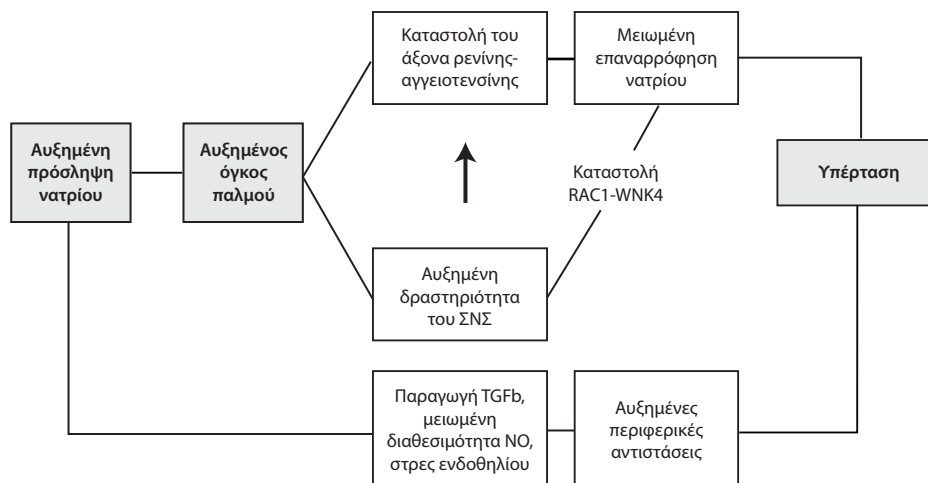 Καταστολή του
άξονα ρενίνης-
αγγειοτενσίνης
Μειωμένη
επαναρρόφηση
νατρίου
Αυξημένη
πρόσληψη
νατρίου
Αυξημένος
όγκος
παλμού
Καταστολή
RAC1-WNK4
Υπέρταση
Αυξημένη
δραστηριότητα
του ΣΝΣ
Παραγωγή TGFb,
μειωμένη
διαθεσιμότητα NO,
στρες ενδοθηλίου
Αυξημένες
περιφερικές
αντιστάσεις